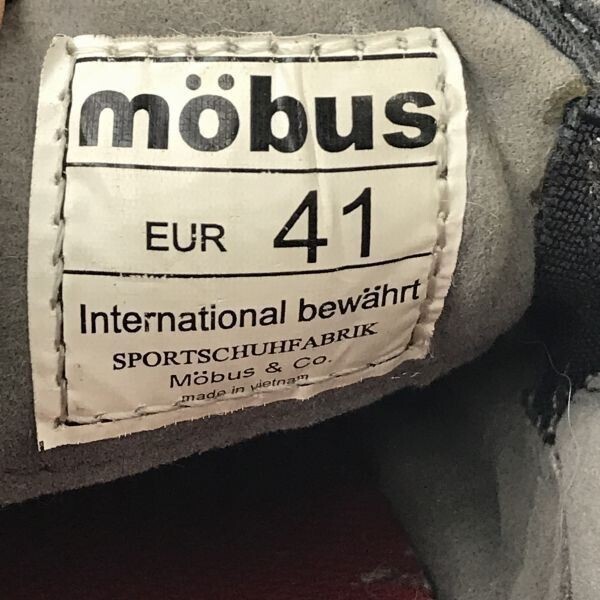 möbus
EUR 41
International bewährt
SPORTSCHUHFABRIK
Möbus & Co.
made in vietnam